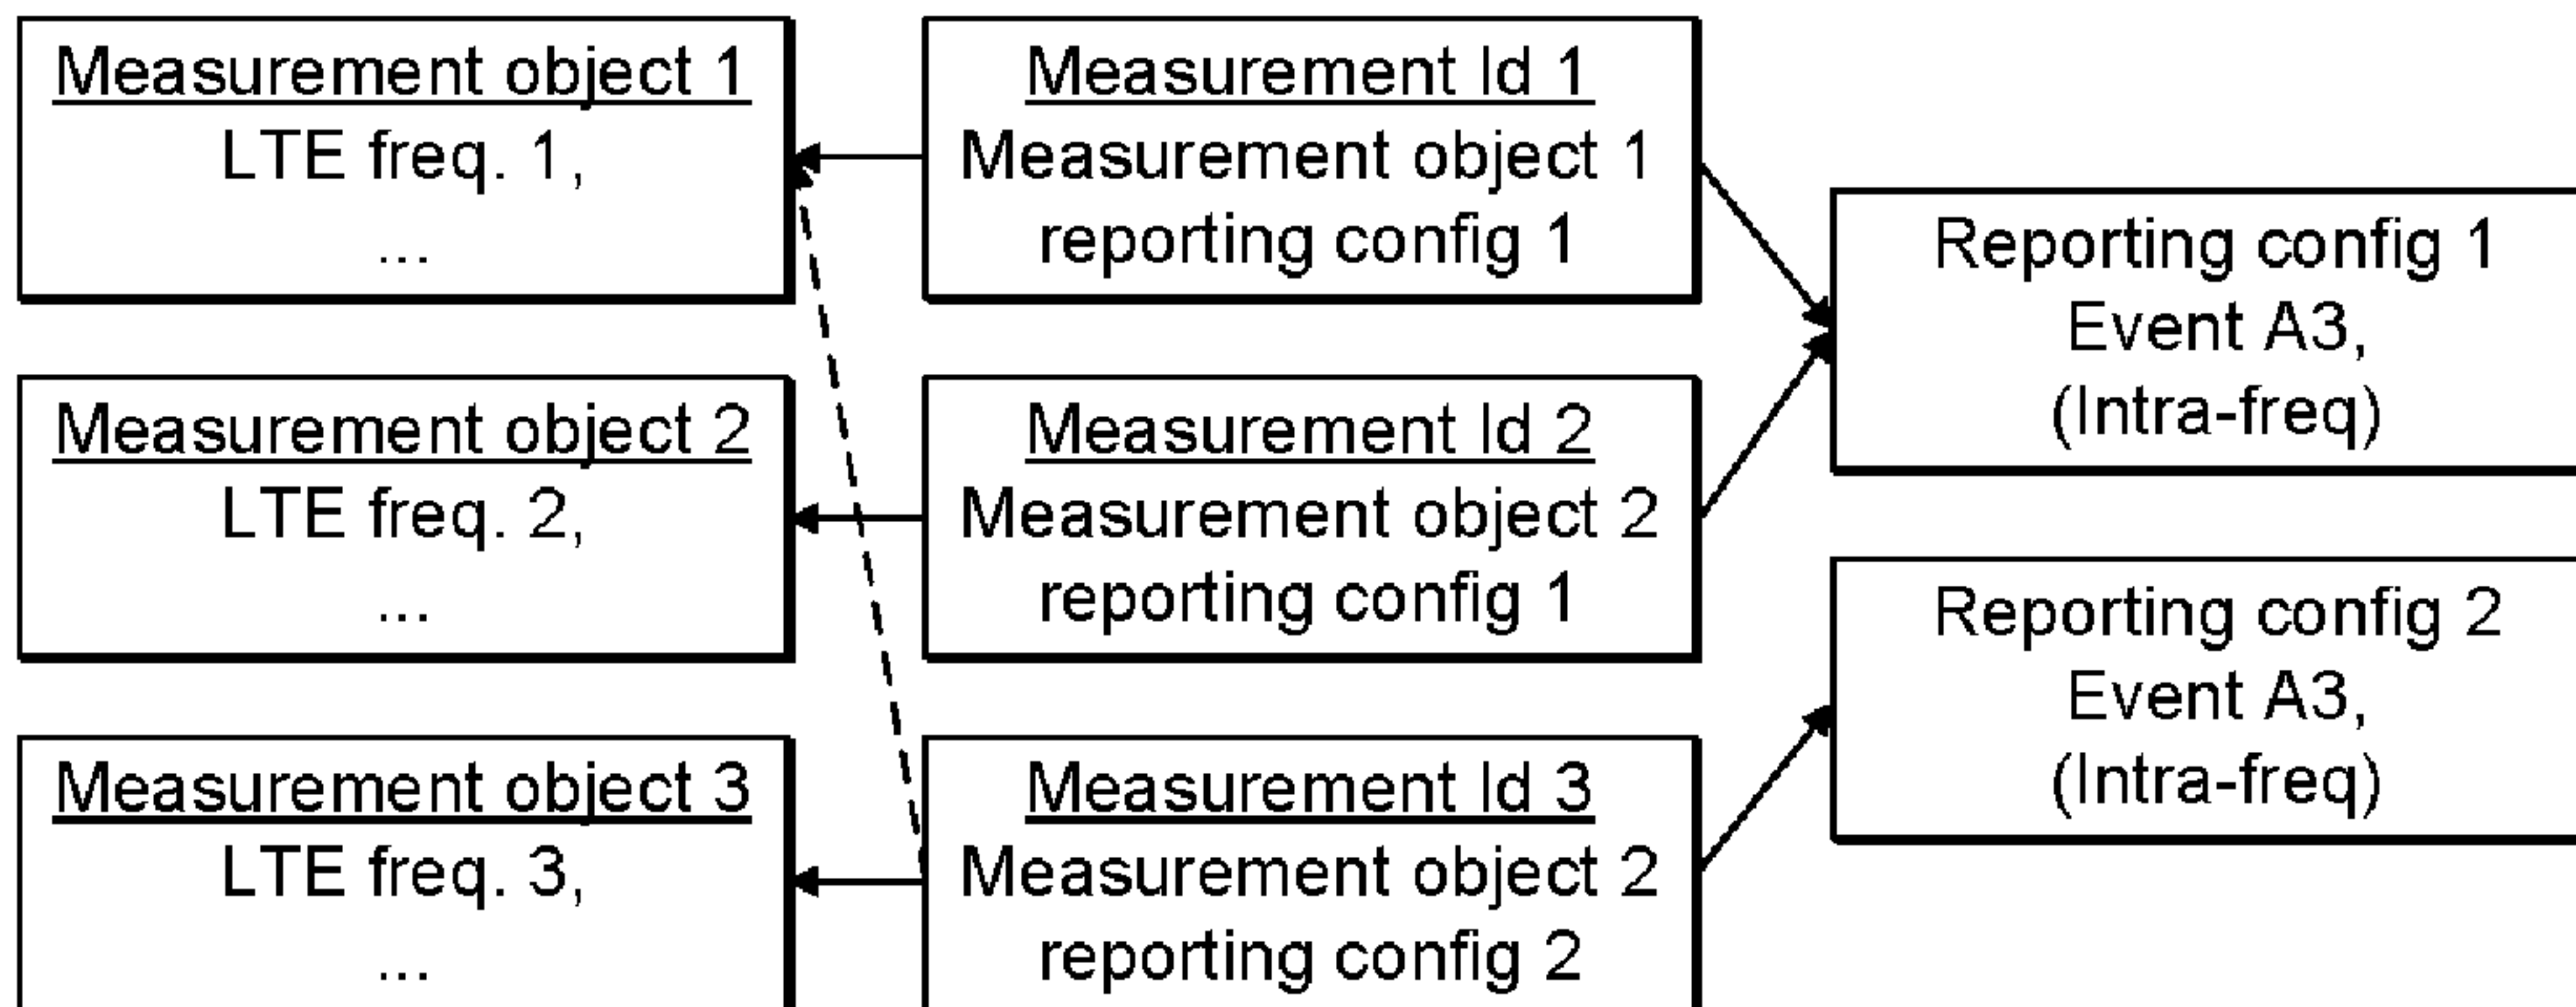 Measurement object 1
LTE freq. 1,
...
Measurement Id 1
Measurement object 1
reporting config 1
Reporting config 1
Event A3,
(Intra-freq)
Measurement object 2
LTE freq. 2,
...
Measurement Id 2
Measurement object 2
reporting config 1
Reporting config 2
Event A3,
(Intra-freq)
Measurement object 3
LTE freq. 3,
...
Measurement Id 3
Measurement object 2
reporting config 2